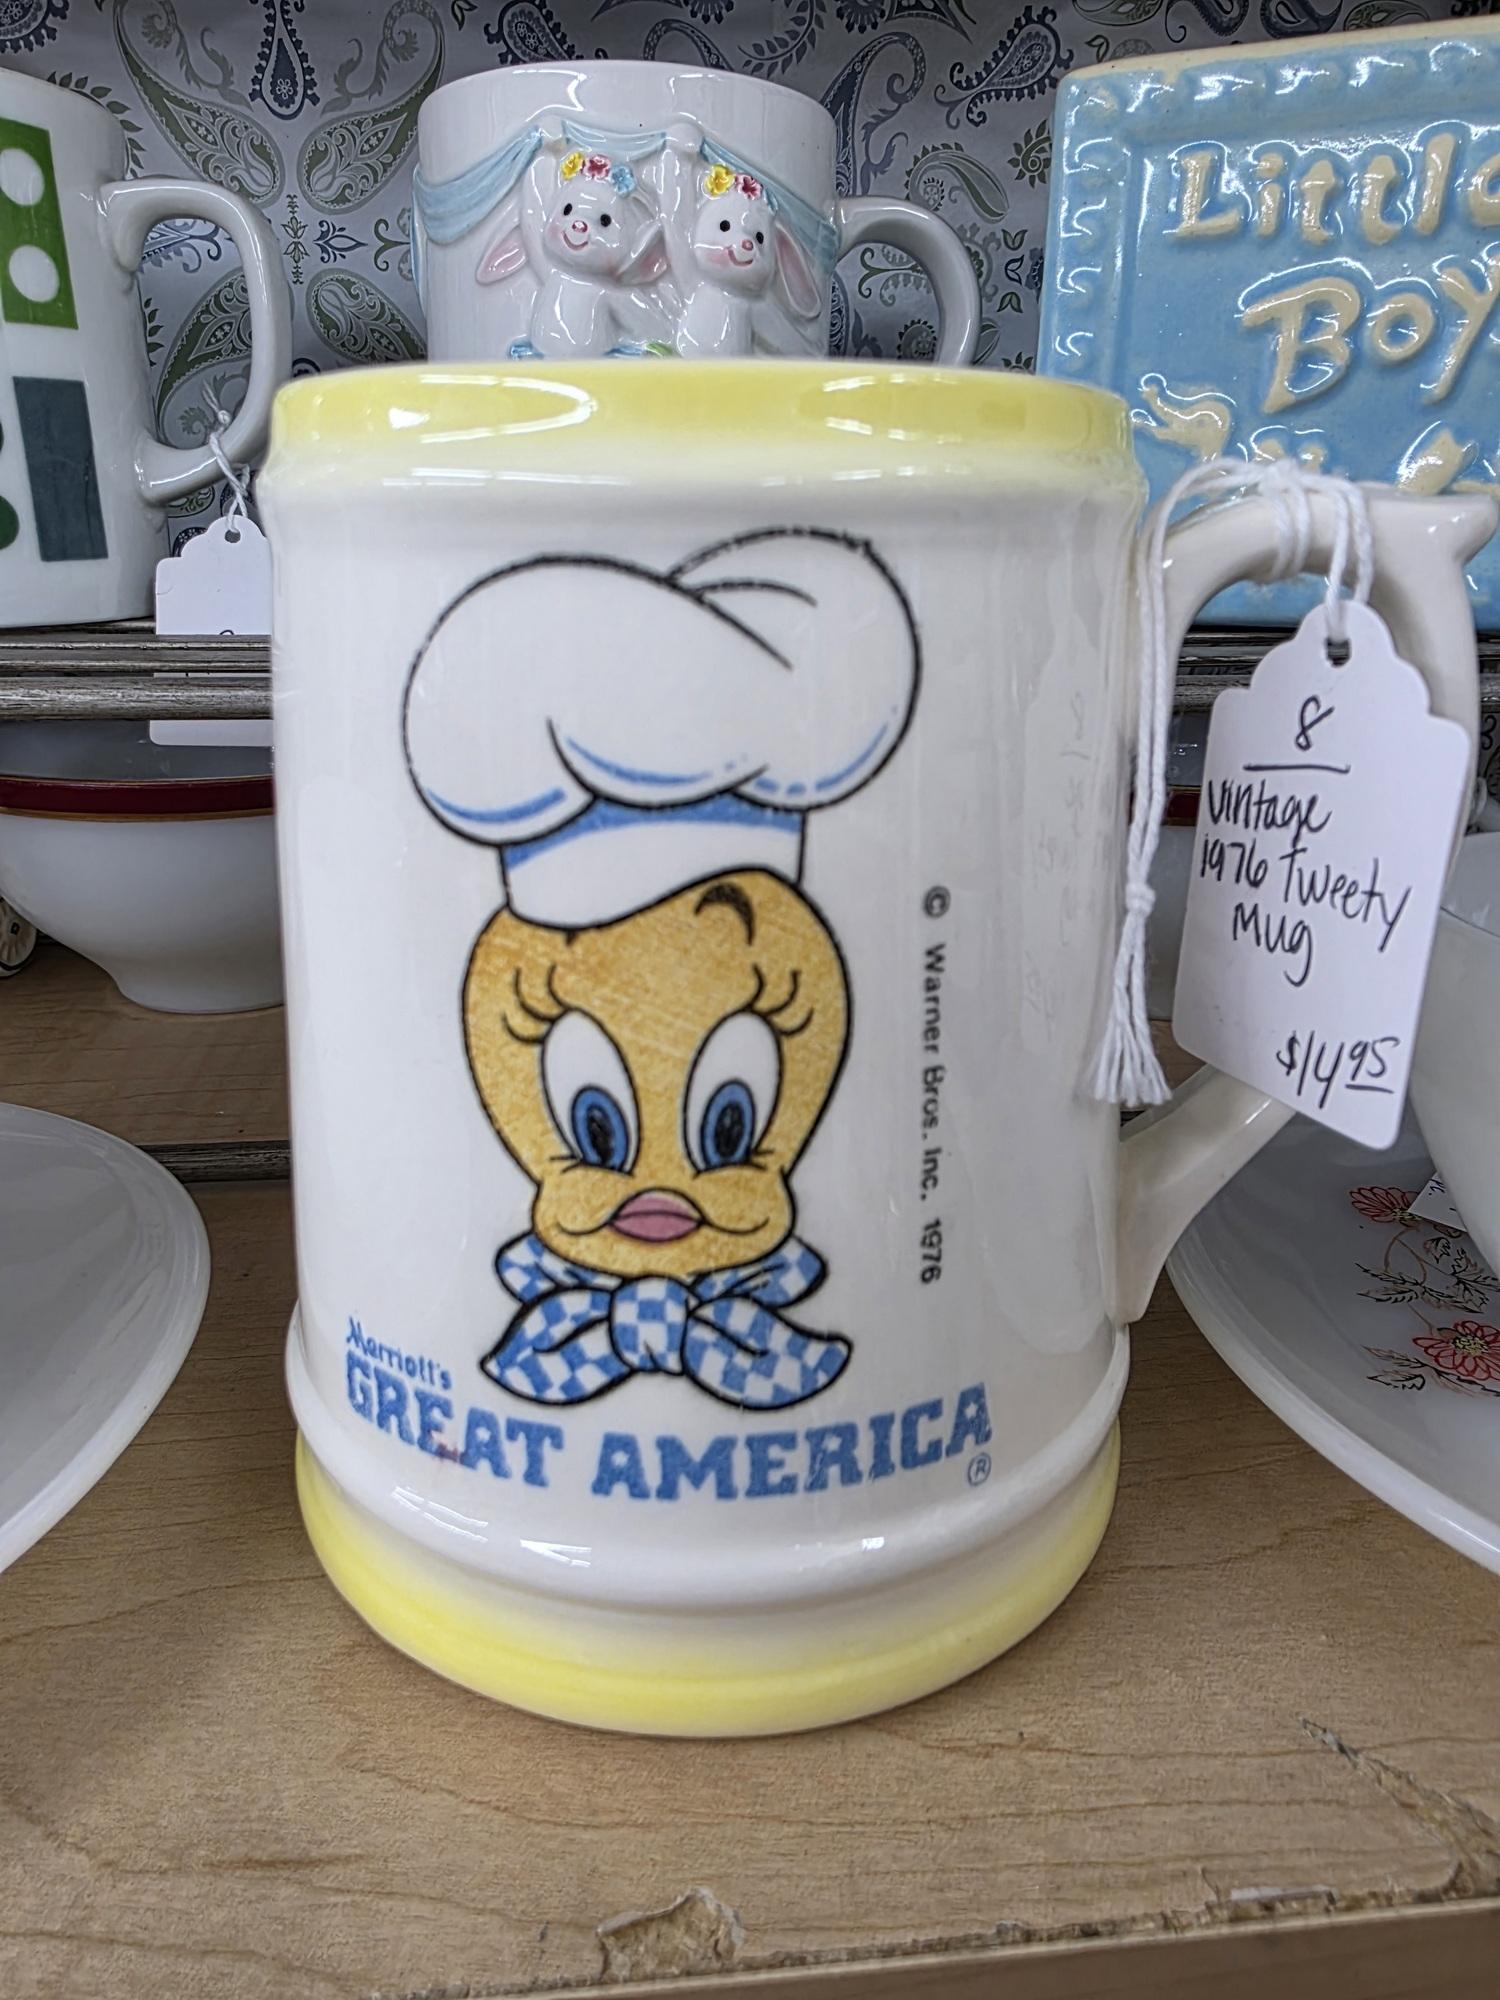 Little
Boy
8
Vintage
1976 Tweety
Mug
$14.95
© Warner Bros. Inc. 1976
Marriott's
GREAT AMERICA
®